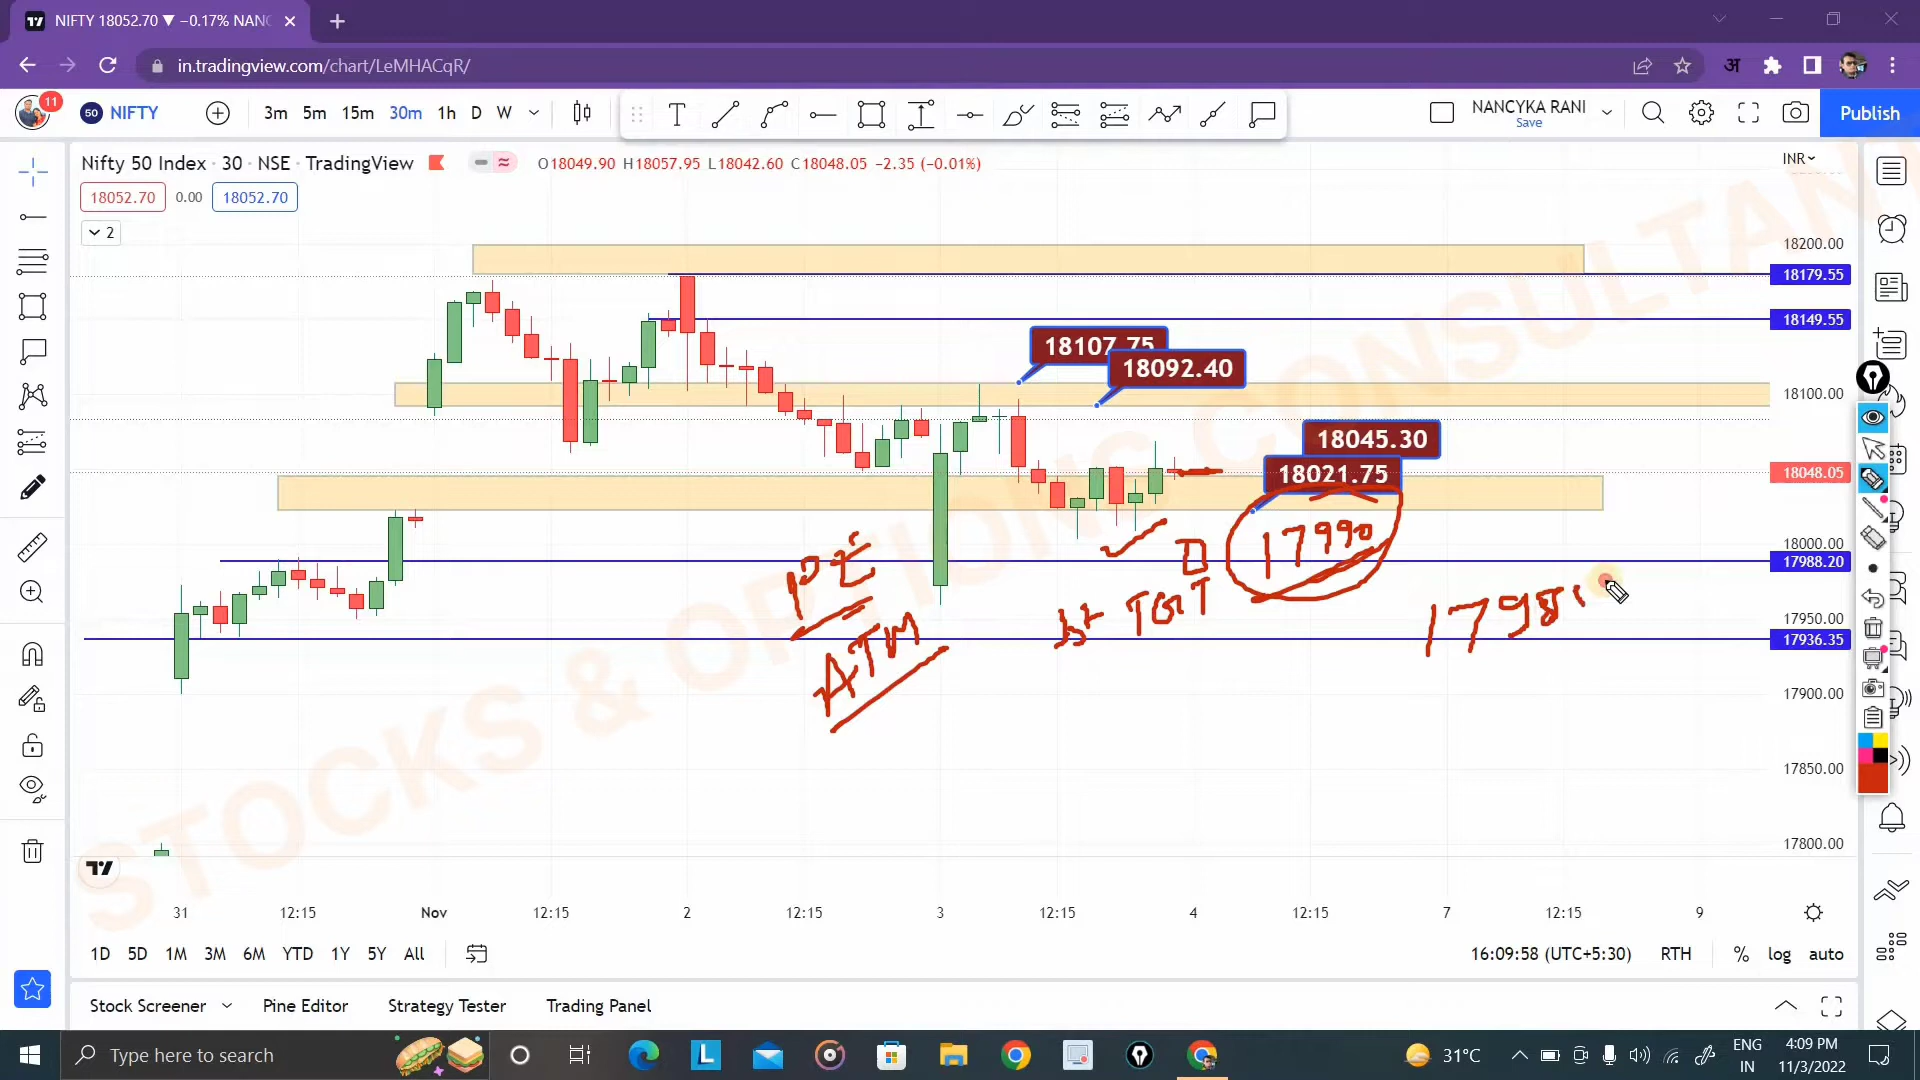 NIFTY 18052.70 ▼ −0.17% NANC
in.tradingview.com/chart/LeMHACqR/
11
50 NIFTY
3m 5m 15m 30m 1h D W
NANCYKA RANI
Save
Publish
Nifty 50 Index · 30 · NSE · TradingView
O18049.90 H18057.95 L18042.60 C18048.05 −2.35 (−0.01%)
INR
18052.70 0.00 18052.70
2
18200.00
18179.55
18149.55
18107.75
18092.40
18100.00
18045.30
18021.75
18048.05
17990
18000.00
17988.20
PE
1st TGT
1798
17950.00
17936.35
ATM
17900.00
17850.00
17800.00
STOCKS & OPTIONS CONSULTANT
31 12:15 Nov 12:15 2 12:15 3 12:15 4 12:15 7 12:15 9
1D 5D 1M 3M 6M YTD 1Y 5Y All
16:09:58 (UTC+5:30) RTH % log auto
Stock Screener Pine Editor Strategy Tester Trading Panel
Type here to search
31°C
ENG
IN
4:09 PM
11/3/2022